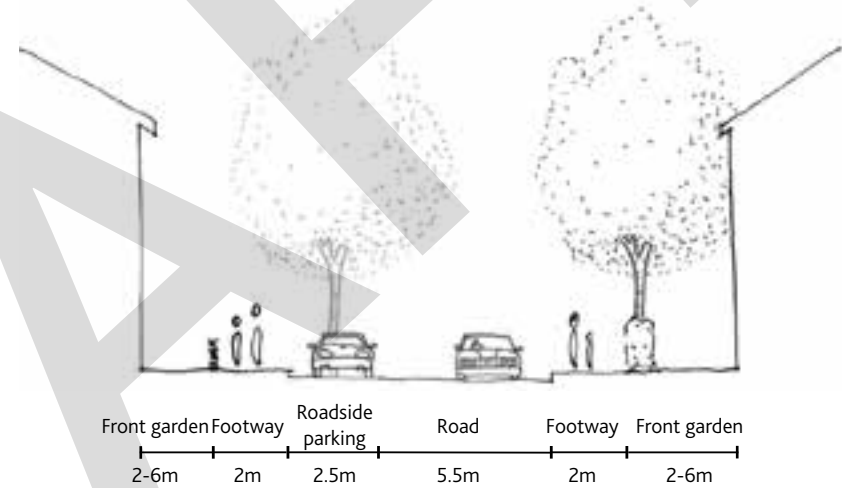 Front garden Footway Roadside parking Road Footway Front garden
2-6m 2m 2.5m 5.5m 2m 2-6m